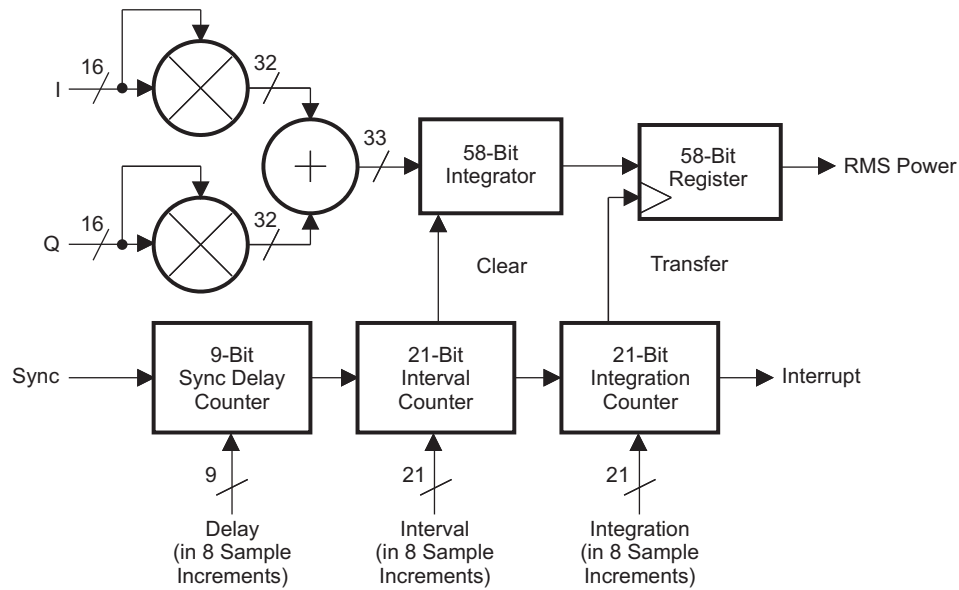 I
16
32
33
58-Bit
Integrator
58-Bit
Register
RMS Power
Q
16
32
Clear
Transfer
Sync
9-Bit
Sync Delay
Counter
21-Bit
Interval
Counter
21-Bit
Integration
Counter
Interrupt
9
21
21
Delay
(in 8 Sample
Increments)
Interval
(in 8 Sample
Increments)
Integration
(in 8 Sample
Increments)